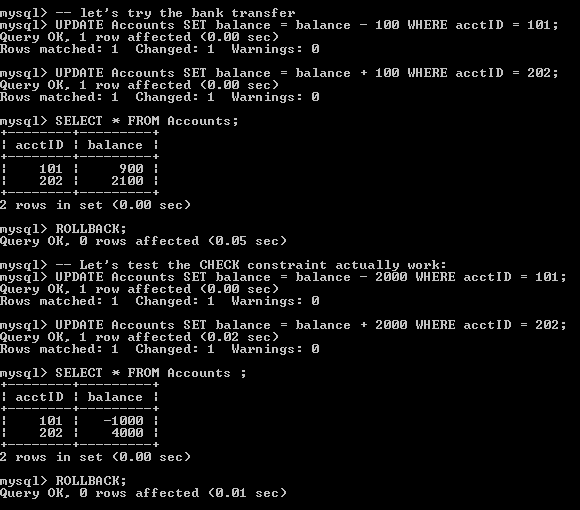 mysql> -- let's try the bank transfer
mysql> UPDATE Accounts SET balance = balance - 100 WHERE acctID = 101;
Query OK, 1 row affected (0.00 sec)
Rows matched: 1  Changed: 1  Warnings: 0
mysql> UPDATE Accounts SET balance = balance + 100 WHERE acctID = 202;
Query OK, 1 row affected (0.00 sec)
Rows matched: 1  Changed: 1  Warnings: 0
mysql> SELECT * FROM Accounts;
+--------+---------+
¦ acctID ¦ balance ¦
+--------+---------+
¦    101 ¦     900 ¦
¦    202 ¦    2100 ¦
+--------+---------+
2 rows in set (0.00 sec)
mysql> ROLLBACK;
Query OK, 0 rows affected (0.05 sec)
mysql> -- Let's test the CHECK constraint actually work:
mysql> UPDATE Accounts SET balance = balance - 2000 WHERE acctID = 101;
Query OK, 1 row affected (0.00 sec)
Rows matched: 1  Changed: 1  Warnings: 0
mysql> UPDATE Accounts SET balance = balance + 2000 WHERE acctID = 202;
Query OK, 1 row affected (0.02 sec)
Rows matched: 1  Changed: 1  Warnings: 0
mysql> SELECT * FROM Accounts ;
+--------+---------+
¦ acctID ¦ balance ¦
+--------+---------+
¦    101 ¦   -1000 ¦
¦    202 ¦    4000 ¦
+--------+---------+
2 rows in set (0.00 sec)
mysql> ROLLBACK;
Query OK, 0 rows affected (0.01 sec)